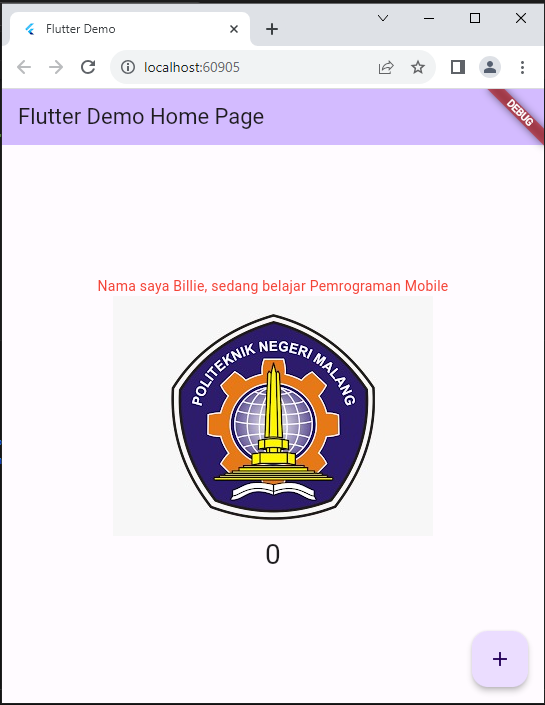 Flutter Demo
localhost:60905
Flutter Demo Home Page
DEBUG
Nama saya Billie, sedang belajar Pemrograman Mobile
POLITEKNIK NEGERI MALANG
0